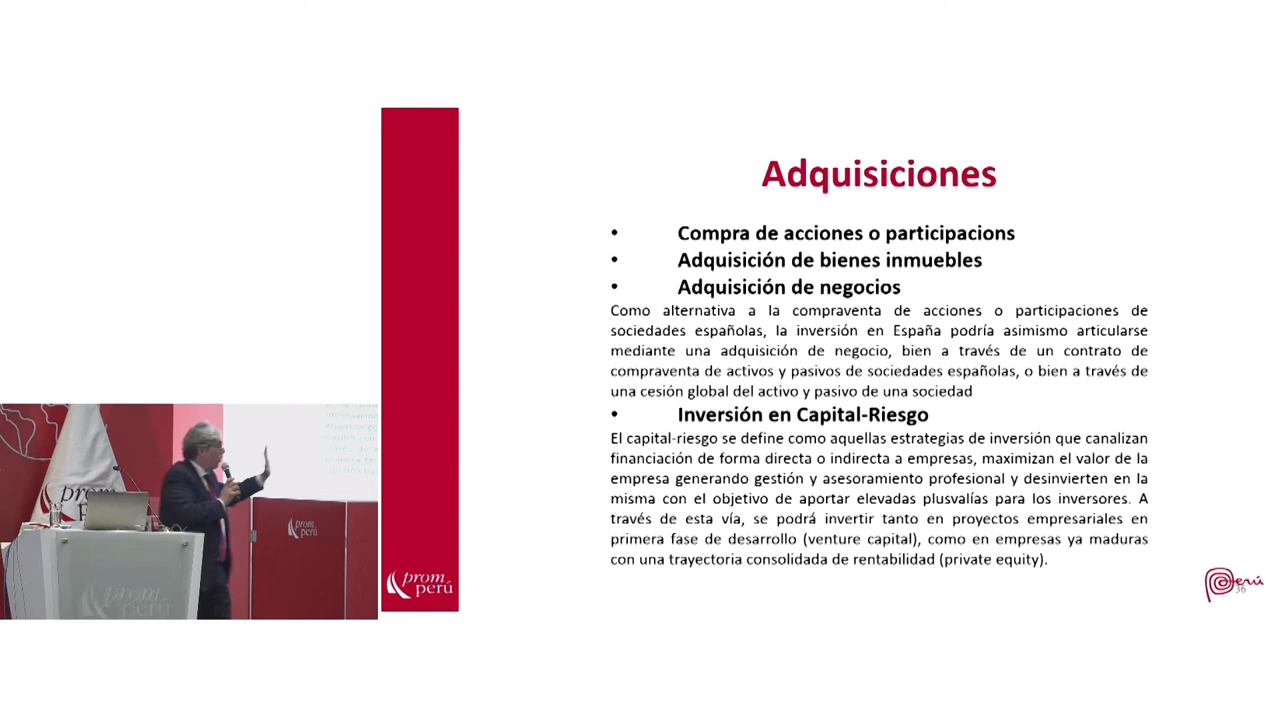 Adquisiciones
• Compra de acciones o participacions
• Adquisición de bienes inmuebles
• Adquisición de negocios
Como alternativa a la compraventa de acciones o participaciones de
sociedades españolas, la inversión en España podría asimismo articularse
mediante una adquisición de negocio, bien a través de un contrato de
compraventa de activos y pasivos de sociedades españolas, o bien a través de
una cesión global del activo y pasivo de una sociedad
• Inversión en Capital-Riesgo
El capital-riesgo se define como aquellas estrategias de inversión que canalizan
financiación de forma directa o indirecta a empresas, maximizan el valor de la
empresa generando gestión y asesoramiento profesional y desinvierten en la
misma con el objetivo de aportar elevadas plusvalías para los inversores. A
través de esta vía, se podrá invertir tanto en proyectos empresariales en
primera fase de desarrollo (venture capital), como en empresas ya maduras
con una trayectoria consolidada de rentabilidad (private equity).
prom
perú
Perú
36
prom
prom
perú
prom
perú